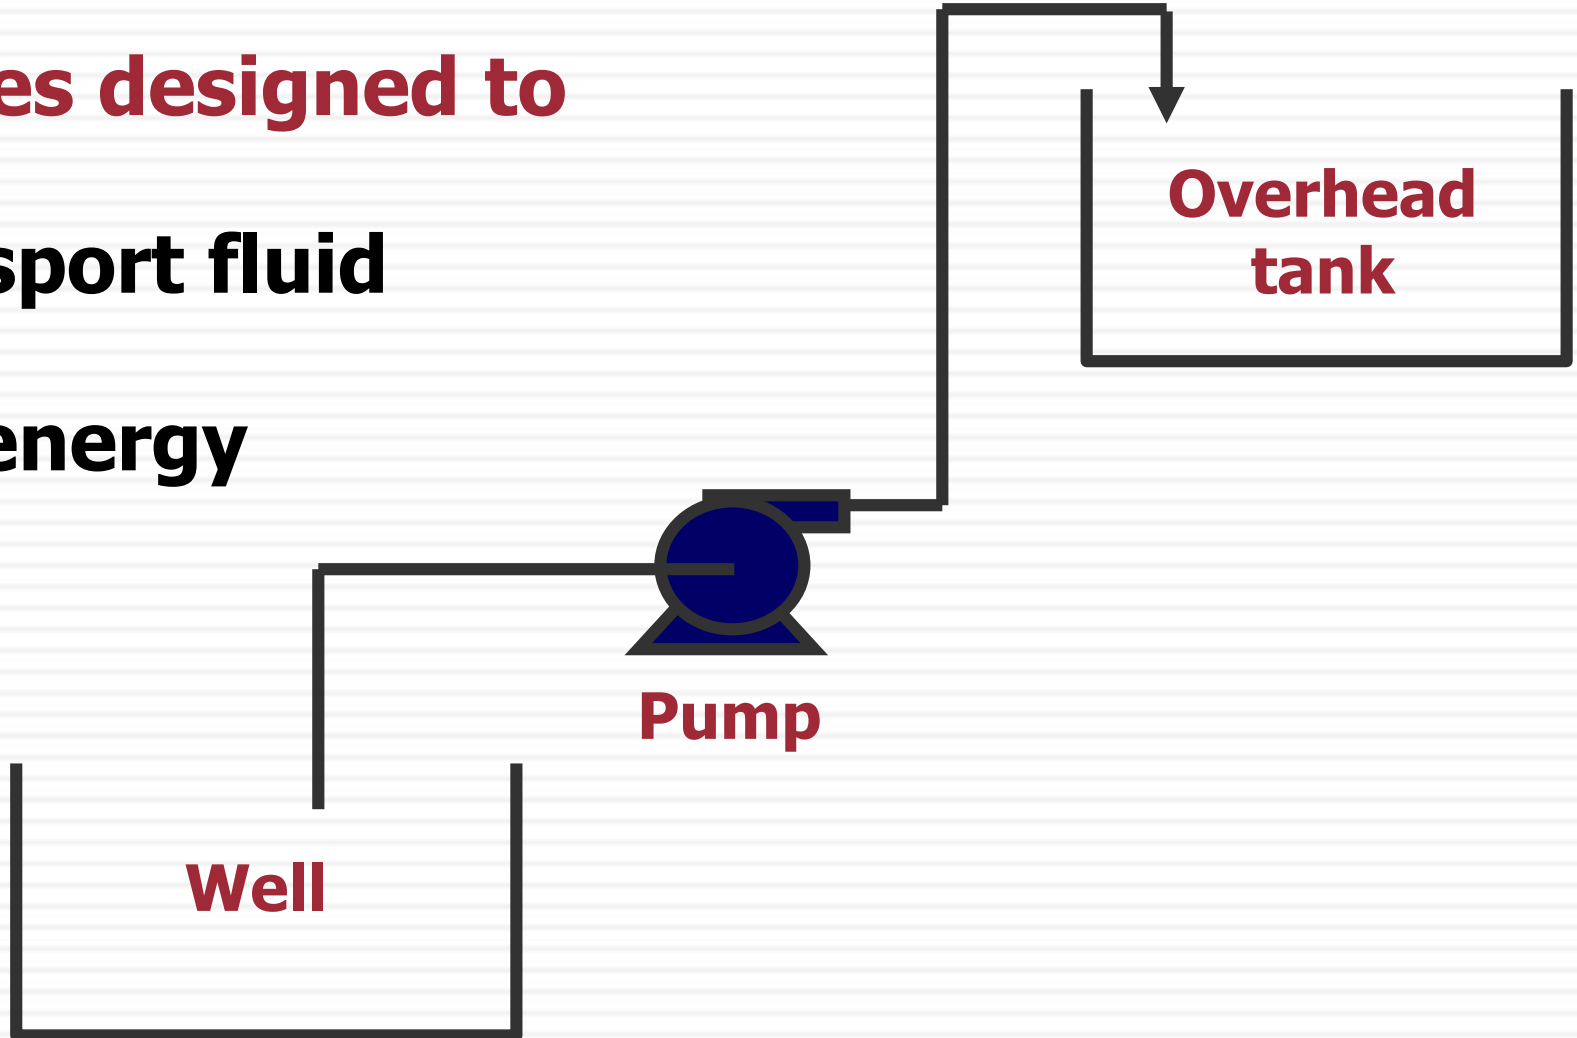 es designed to
sport fluid
energy
Overhead
tank
Pump
Well